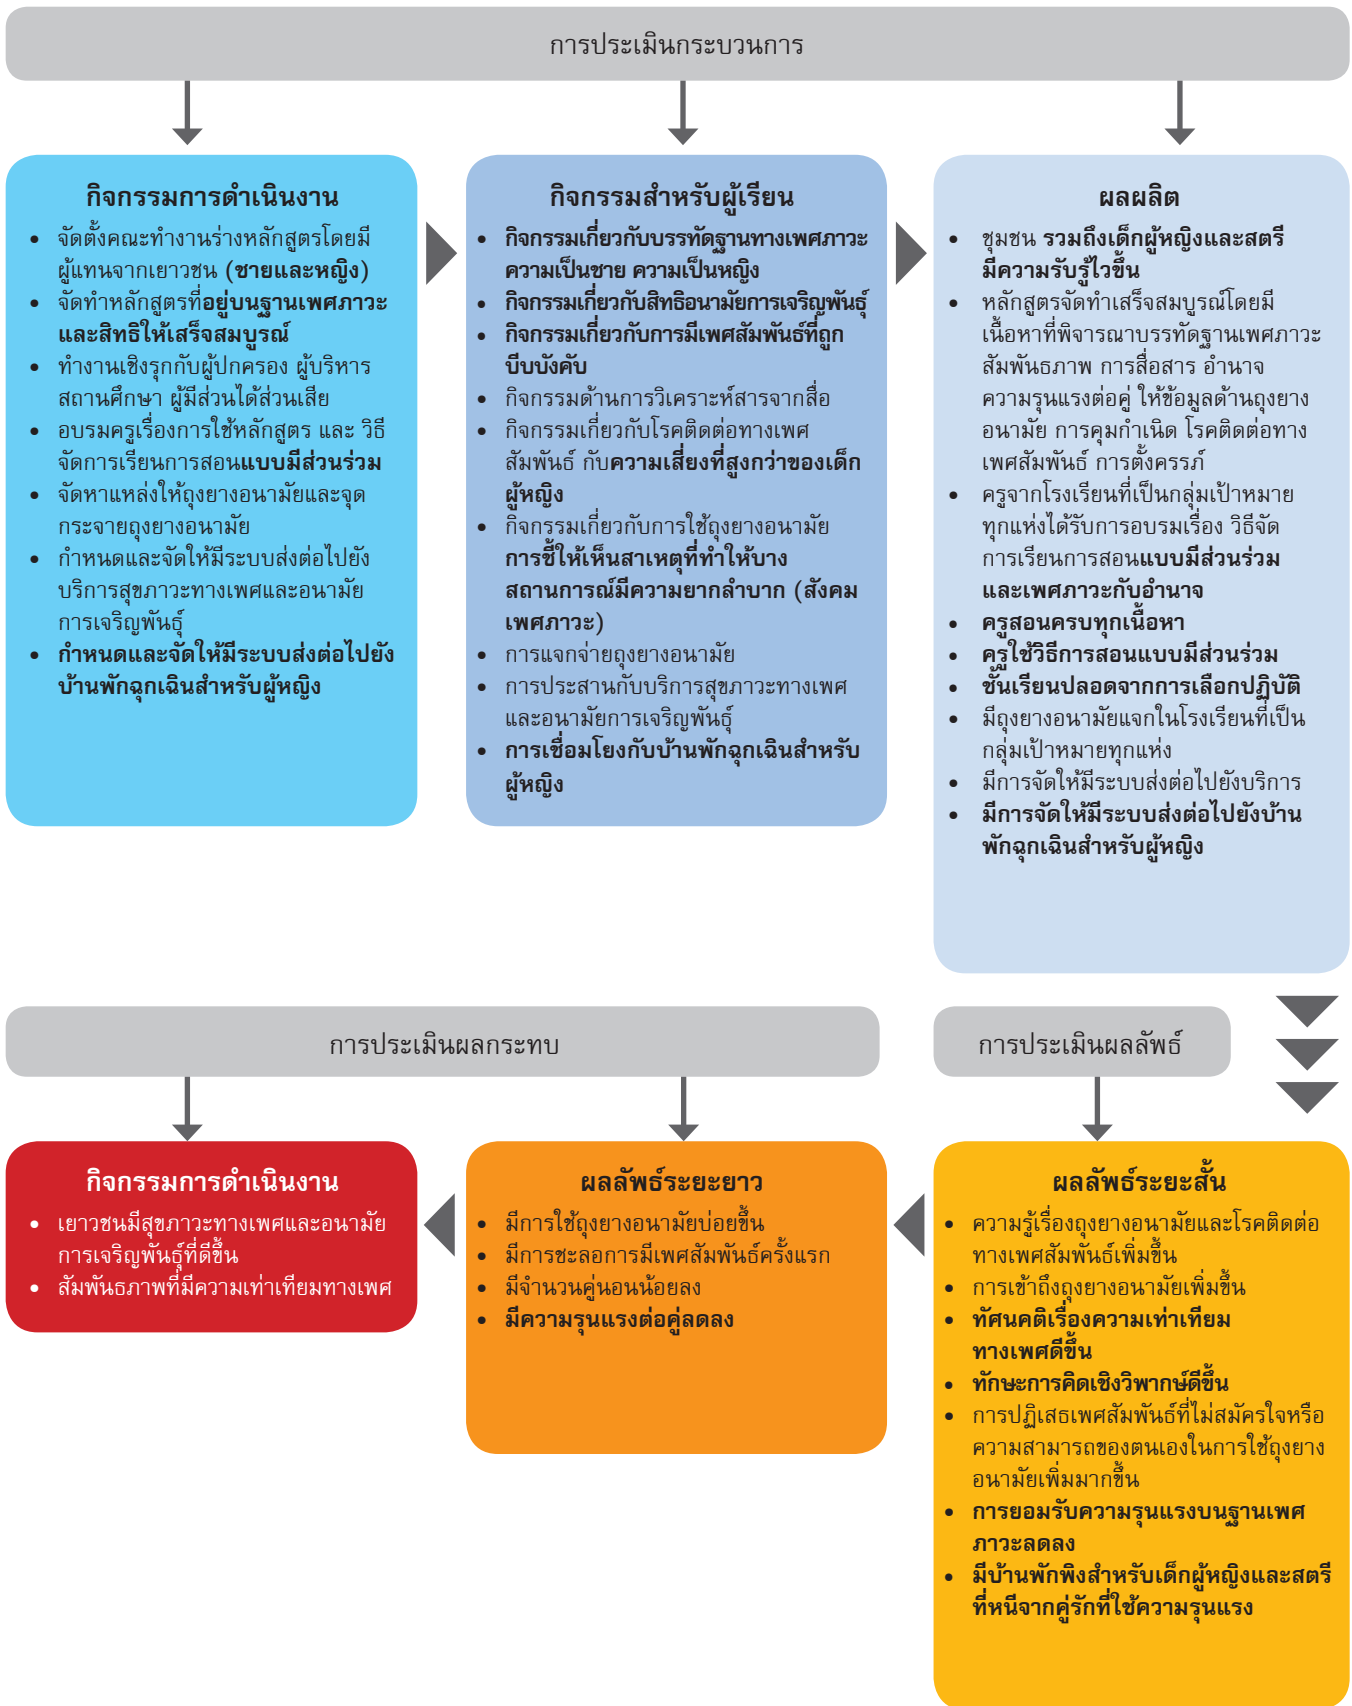 การประเมินกระบวนการ
กิจกรรมการดำเนินงาน
• จัดตั้งคณะทำงานร่างหลักสูตรโดยมี
ผู้แทนจากเยาวชน (ชายและหญิง)
• จัดทำหลักสูตรที่อยู่บนฐานเพศภาวะ
และสิทธิให้เสร็จสมบูรณ์
• ทำงานเชิงรุกกับผู้ปกครอง ผู้บริหาร
สถานศึกษา ผู้มีส่วนได้ส่วนเสีย
• อบรมครูเรื่องการใช้หลักสูตร และ วิธี
จัดการเรียนการสอนแบบมีส่วนร่วม
• จัดหาแหล่งให้ถุงยางอนามัยและจุด
กระจายถุงยางอนามัย
• กำหนดและจัดให้มีระบบส่งต่อไปยัง
บริการสุขภาวะทางเพศและอนามัย
การเจริญพันธุ์
• กำหนดและจัดให้มีระบบส่งต่อไปยัง
บ้านพักฉุกเฉินสำหรับผู้หญิง
กิจกรรมสำหรับผู้เรียน
• กิจกรรมเกี่ยวกับบรรทัดฐานทางเพศภาวะ
ความเป็นชาย ความเป็นหญิง
• กิจกรรมเกี่ยวกับสิทธิอนามัยการเจริญพันธุ์
• กิจกรรมเกี่ยวกับการมีเพศสัมพันธ์ที่ถูก
บีบบังคับ
• กิจกรรมด้านการวิเคราะห์สารจากสื่อ
• กิจกรรมเกี่ยวกับโรคติดต่อทางเพศ
สัมพันธ์ กับความเสี่ยงที่สูงกว่าของเด็ก
ผู้หญิง
• กิจกรรมเกี่ยวกับการใช้ถุงยางอนามัย
การชี้ให้เห็นสาเหตุที่ทำให้บาง
สถานการณ์มีความยากลำบาก (สังคม
เพศภาวะ)
• การแจกจ่ายถุงยางอนามัย
• การประสานกับบริการสุขภาวะทางเพศ
และอนามัยการเจริญพันธุ์
• การเชื่อมโยงกับบ้านพักฉุกเฉินสำหรับ
ผู้หญิง
ผลผลิต
• ชุมชน รวมถึงเด็กผู้หญิงและสตรี
มีความรับรู้ไวขึ้น
• หลักสูตรจัดทำเสร็จสมบูรณ์โดยมี
เนื้อหาที่พิจารณาบรรทัดฐานเพศภาวะ
สัมพันธภาพ การสื่อสาร อำนาจ
ความรุนแรงต่อคู่ ให้ข้อมูลด้านถุงยาง
อนามัย การคุมกำเนิด โรคติดต่อทาง
เพศสัมพันธ์ การตั้งครรภ์
• ครูจากโรงเรียนที่เป็นกลุ่มเป้าหมาย
ทุกแห่งได้รับการอบรมเรื่อง วิธีจัด
การเรียนการสอนแบบมีส่วนร่วม
และเพศภาวะกับอำนาจ
• ครูสอนครบทุกเนื้อหา
• ครูใช้วิธีการสอนแบบมีส่วนร่วม
• ชั้นเรียนปลอดจากการเลือกปฏิบัติ
• มีถุงยางอนามัยแจกในโรงเรียนที่เป็น
กลุ่มเป้าหมายทุกแห่ง
• มีการจัดให้มีระบบส่งต่อไปยังบริการ
• มีการจัดให้มีระบบส่งต่อไปยังบ้าน
พักฉุกเฉินสำหรับผู้หญิง
การประเมินผลกระทบ
การประเมินผลลัพธ์
กิจกรรมการดำเนินงาน
• เยาวชนมีสุขภาวะทางเพศและอนามัย
การเจริญพันธุ์ที่ดีขึ้น
• สัมพันธภาพที่มีความเท่าเทียมทางเพศ
ผลลัพธ์ระยะยาว
• มีการใช้ถุงยางอนามัยบ่อยขึ้น
• มีการชะลอการมีเพศสัมพันธ์ครั้งแรก
• มีจำนวนคู่นอนน้อยลง
• มีความรุนแรงต่อคู่ลดลง
ผลลัพธ์ระยะสั้น
• ความรู้เรื่องถุงยางอนามัยและโรคติดต่อ
ทางเพศสัมพันธ์เพิ่มขึ้น
• การเข้าถึงถุงยางอนามัยเพิ่มขึ้น
• ทัศนคติเรื่องความเท่าเทียม
ทางเพศดีขึ้น
• ทักษะการคิดเชิงวิพากษ์ดีขึ้น
• การปฏิเสธเพศสัมพันธ์ที่ไม่สมัครใจหรือ
ความสามารถของตนเองในการใช้ถุงยาง
อนามัยเพิ่มมากขึ้น
• การยอมรับความรุนแรงบนฐานเพศ
ภาวะลดลง
• มีบ้านพักพิงสำหรับเด็กผู้หญิงและสตรี
ที่หนีจากคู่รักที่ใช้ความรุนแรง